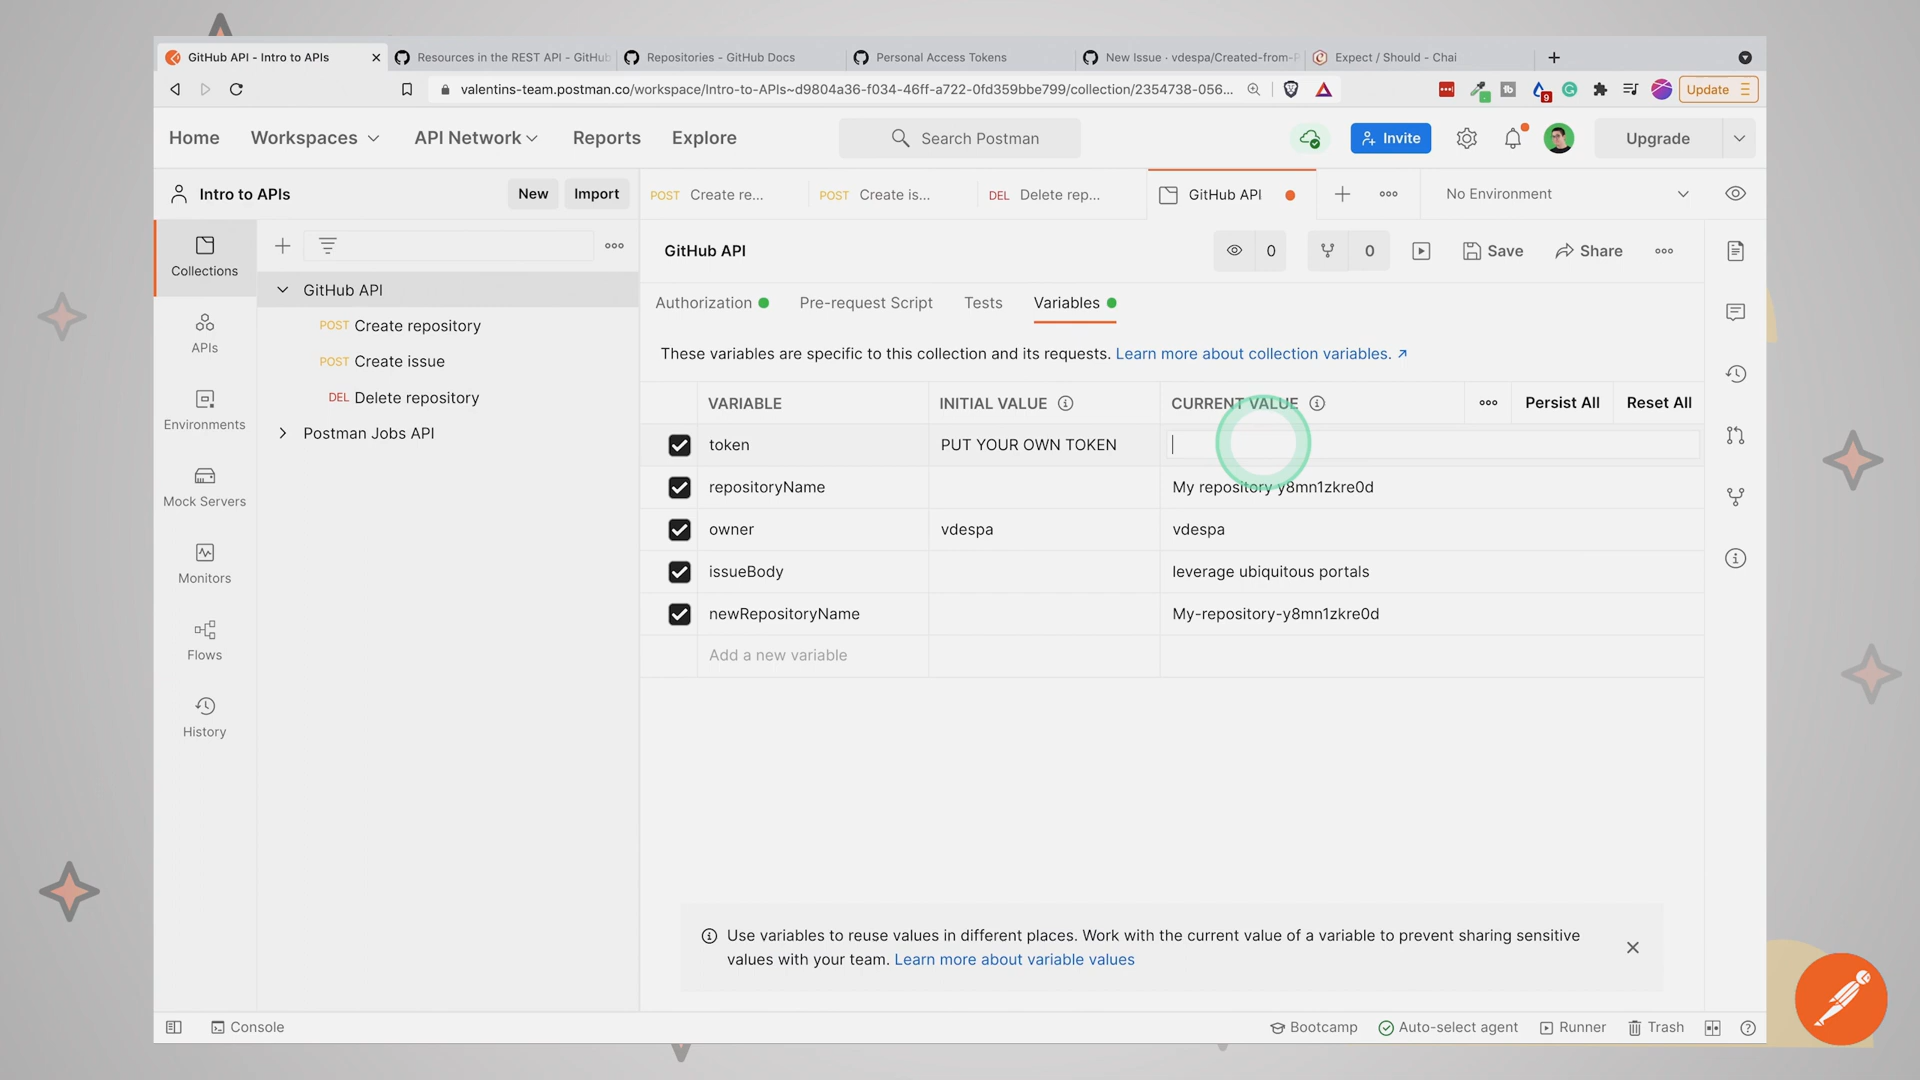 GitHub API - Intro to APIs
Resources in the REST API - GitHub
Repositories - GitHub Docs
Personal Access Tokens
New Issue · vdespa/Created-from-P
Expect / Should - Chai
valentins-team.postman.co/workspace/Intro-to-APIs~d9804a36-f034-46ff-a722-0fd359bbe799/collection/2354738-056...
9
Update
Home
Workspaces
API Network
Reports
Explore
Search Postman
Invite
Upgrade
Intro to APIs
New
Import
POST Create re...
POST Create is...
DEL Delete rep...
GitHub API
No Environment
Collections
APIs
Environments
Mock Servers
Monitors
Flows
History
GitHub API
POST Create repository
POST Create issue
DEL Delete repository
Postman Jobs API
GitHub API
0
0
Save
Share
Authorization
Pre-request Script
Tests
Variables
These variables are specific to this collection and its requests. Learn more about collection variables. ↗
VARIABLE INITIAL VALUE CURRENT VALUE Persist All Reset All
token PUT YOUR OWN TOKEN
repositoryName My repository y8mn1zkre0d
owner vdespa vdespa
issueBody leverage ubiquitous portals
newRepositoryName My-repository-y8mn1zkre0d
Add a new variable
Use variables to reuse values in different places. Work with the current value of a variable to prevent sharing sensitive
values with your team. Learn more about variable values
Console
Bootcamp
Auto-select agent
Runner
Trash